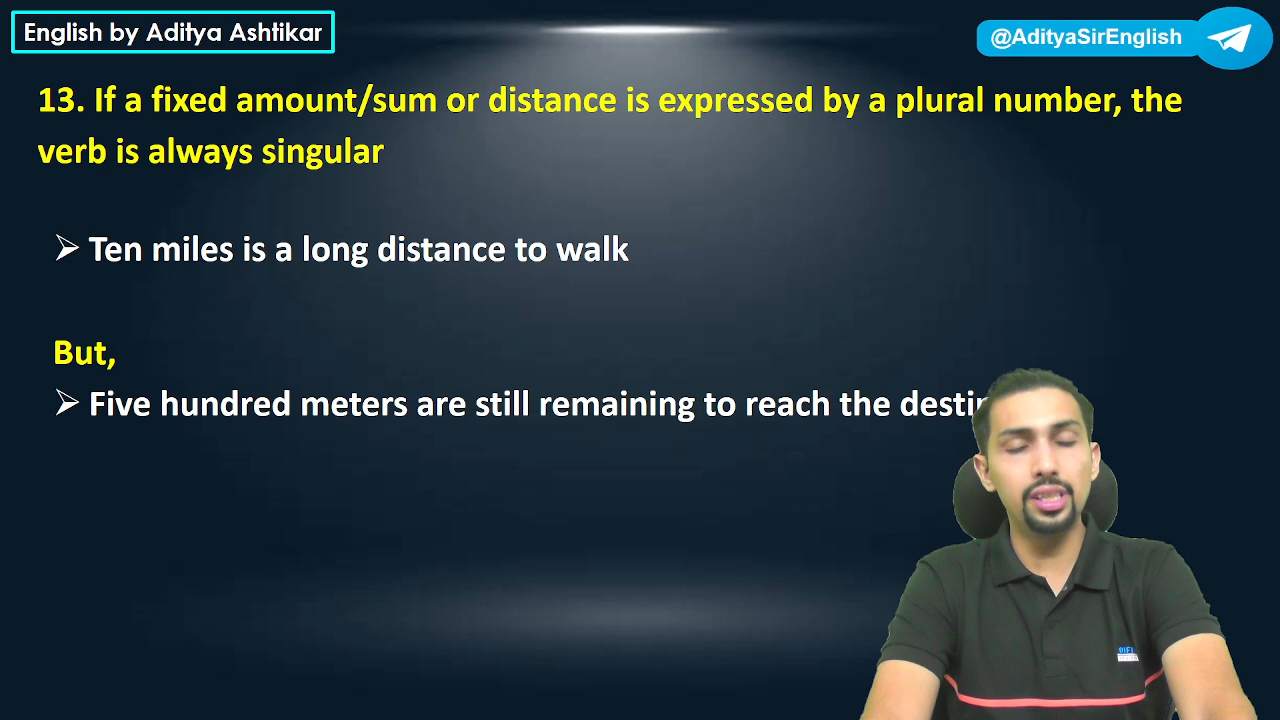 English by Aditya Ashtikar
@AdityaSirEnglish
13. If a fixed amount/sum or distance is expressed by a plural number, the
verb is always singular
➢ Ten miles is a long distance to walk
But,
➢ Five hundred meters are still remaining to reach the